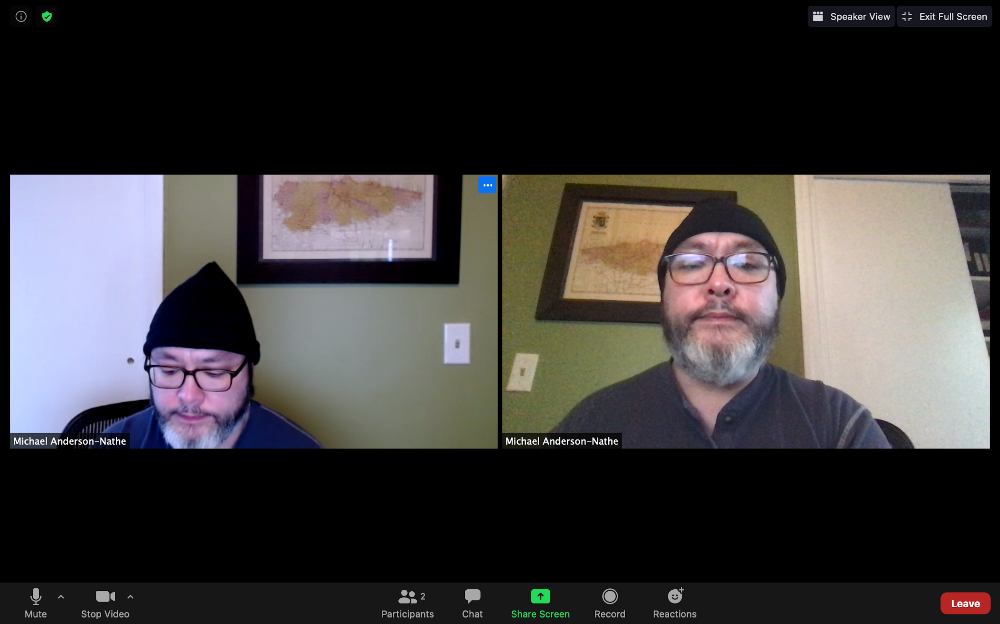 Speaker View
Exit Full Screen
Michael Anderson-Nathe
Michael Anderson-Nathe
Mute
Stop Video
Participants
2
Chat
Share Screen
Record
Reactions
Leave